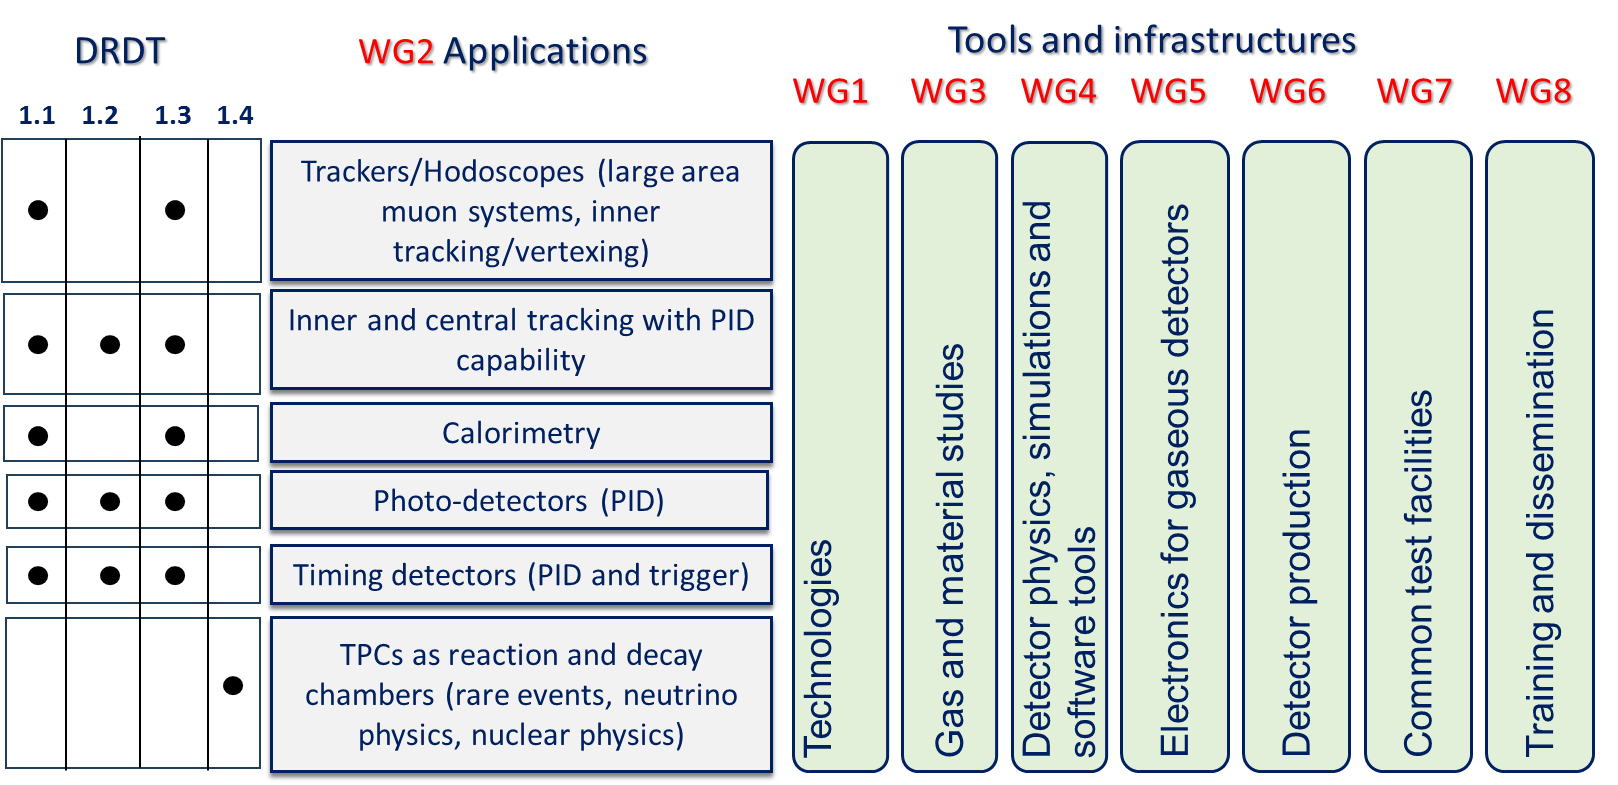 DRDT
WG2 Applications
Tools and infrastructures
WG1 WG3 WG4 WG5 WG6 WG7 WG8
1.1 1.2 1.3 1.4
Trackers/Hodoscopes (large area
muon systems, inner
tracking/vertexing)
Inner and central tracking with PID
capability
Calorimetry
Photo-detectors (PID)
Timing detectors (PID and trigger)
TPCs as reaction and decay
chambers (rare events, neutrino
physics, nuclear physics)
Technologies
Gas and material studies
Detector physics, simulations and
software tools
Electronics for gaseous detectors
Detector production
Common test facilities
Training and dissemination